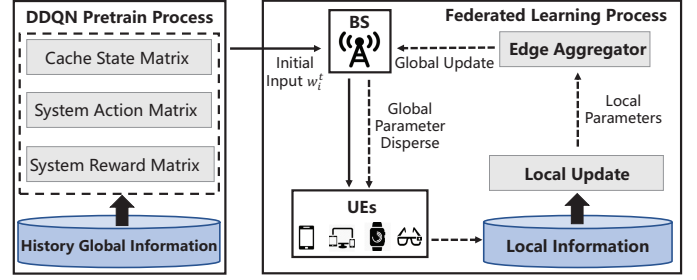 DDQN Pretrain Process
Cache State Matrix
System Action Matrix
System Reward Matrix
History Global Information
Federated Learning Process
BS
Initial
Input w_i^t
Global Update
Edge Aggregator
Global
Parameter
Disperse
Local
Parameters
Local Update
UEs
Local Information